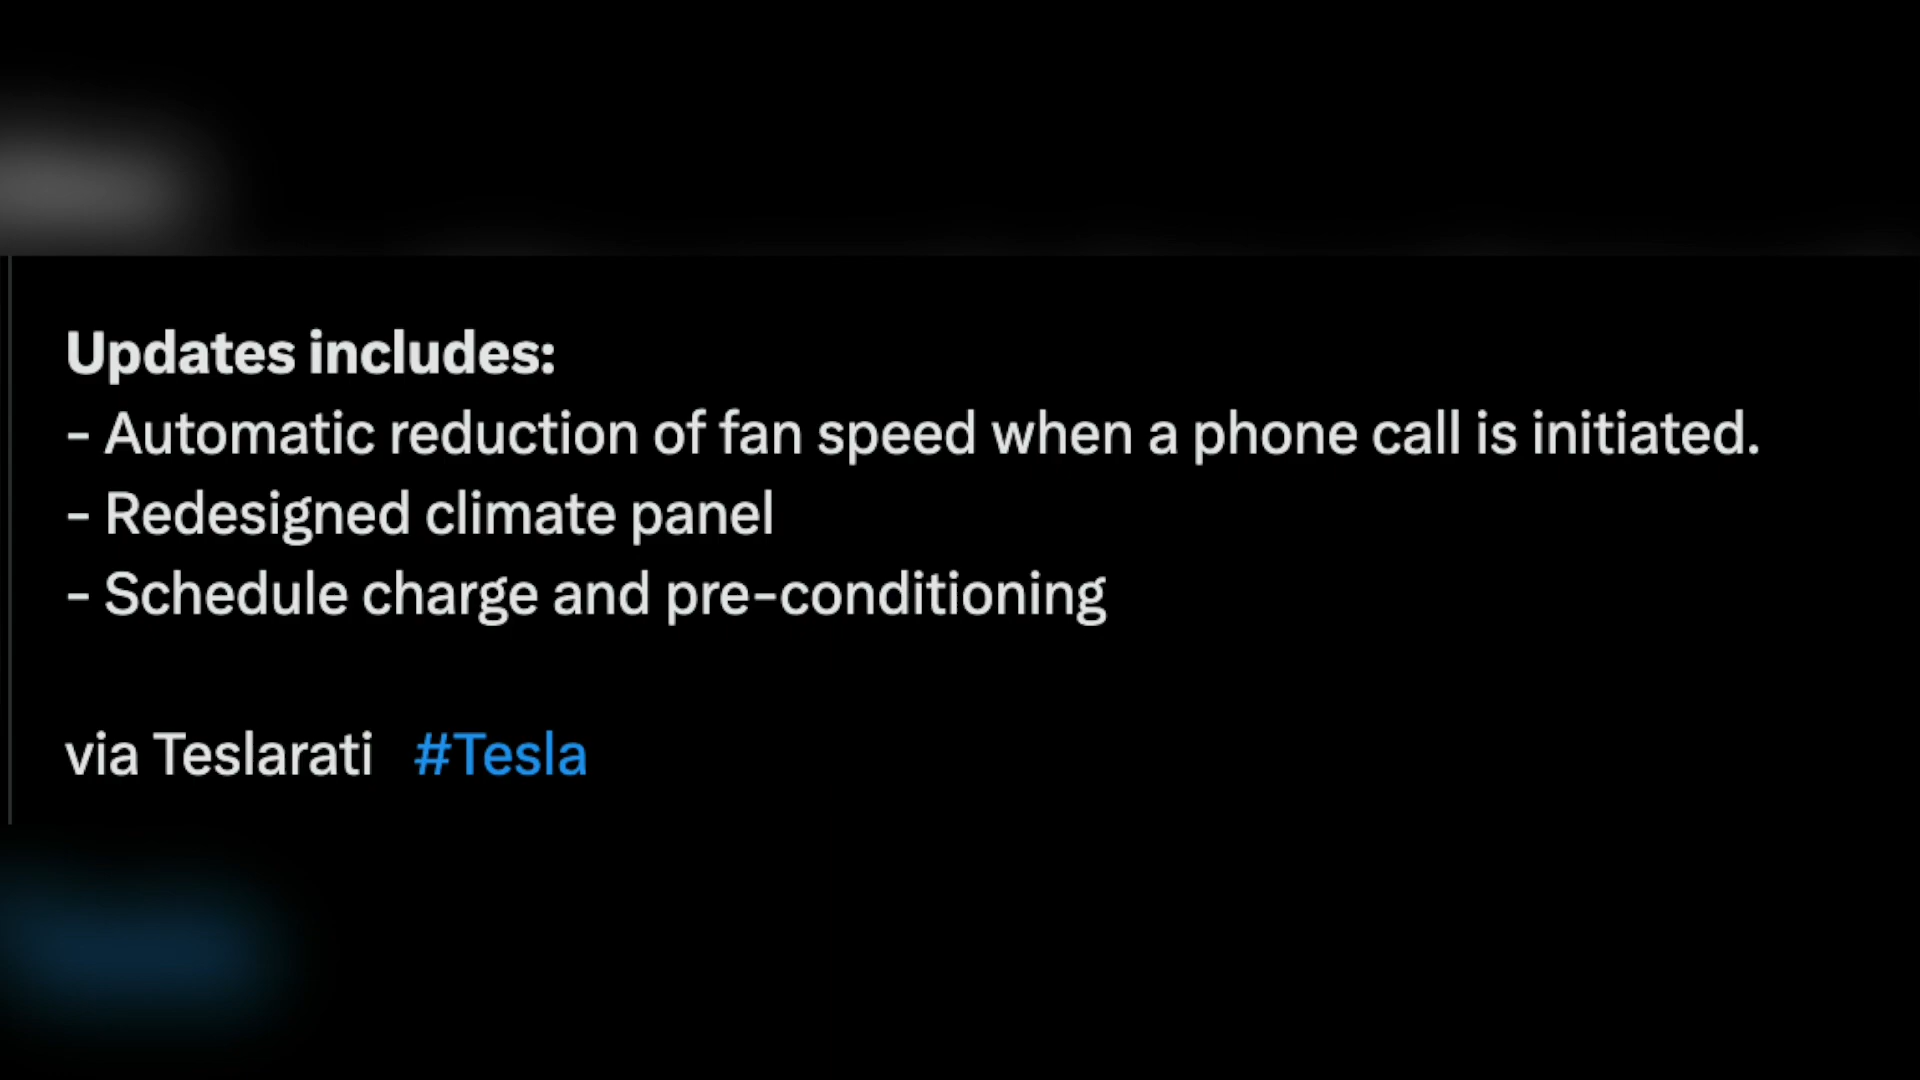 Updates includes:
- Automatic reduction of fan speed when a phone call is initiated.
- Redesigned climate panel
- Schedule charge and pre-conditioning
via Teslarati #Tesla